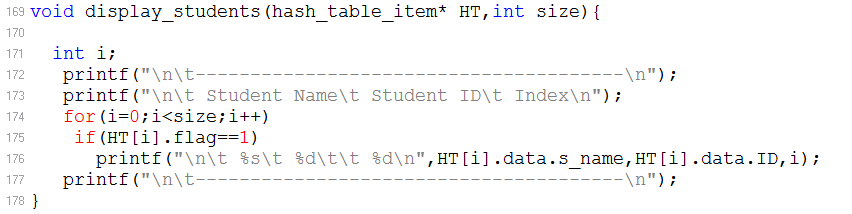 169 void display_students(hash_table_item* HT,int size){
170
171 int i;
172 printf("\n\t---------------------------------------\n");
173 printf("\n\t Student Name\t Student ID\t Index\n");
174 for(i=0;i<size;i++)
175 if(HT[i].flag==1)
176 printf("\n\t %s\t %d\t\t %d\n",HT[i].data.s_name,HT[i].data.ID,i);
177 printf("\n\t---------------------------------------\n");
178 }